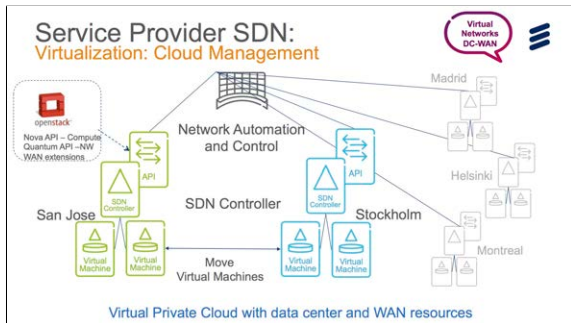 Service Provider SDN:
Virtualization: Cloud Management
Virtual
Networks
DC-WAN
openstack
Nova API – Compute
Quantum API –NW
WAN extensions
Network Automation
and Control
API
SDN
Controller
San Jose
Virtual
Machine
Virtual
Machine
SDN Controller
Move
Virtual Machines
API
SDN
Controller
Stockholm
Virtual
Machine
Virtual
Machine
Madrid
Helsinki
Montreal
Virtual Private Cloud with data center and WAN resources